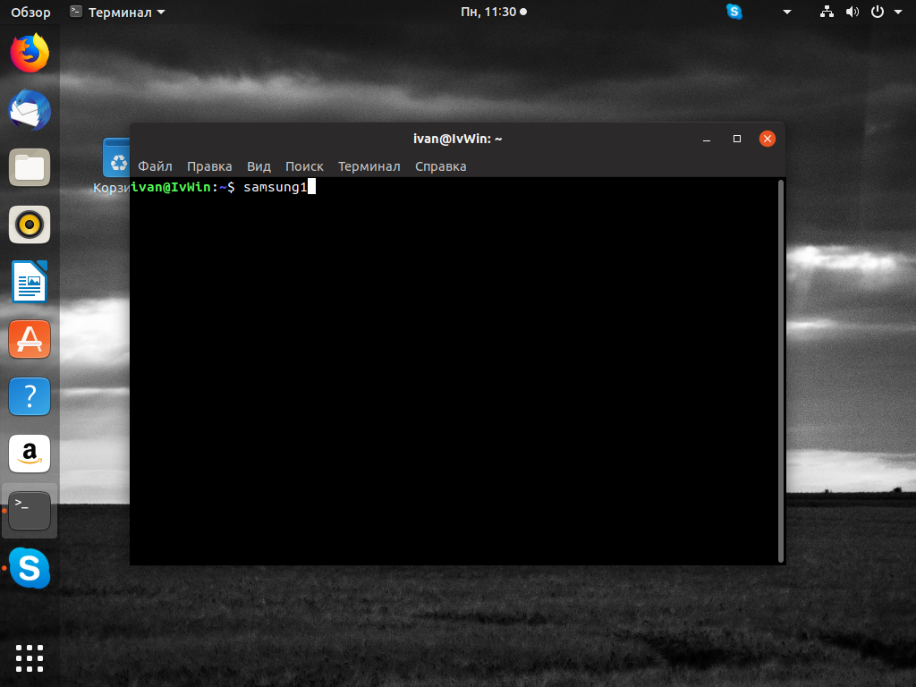 Обзор
Терминал
Пн, 11:30
ivan@IvWin: ~
Файл Правка Вид Поиск Терминал Справка
Корзи
ivan@IvWin:~$ samsung1